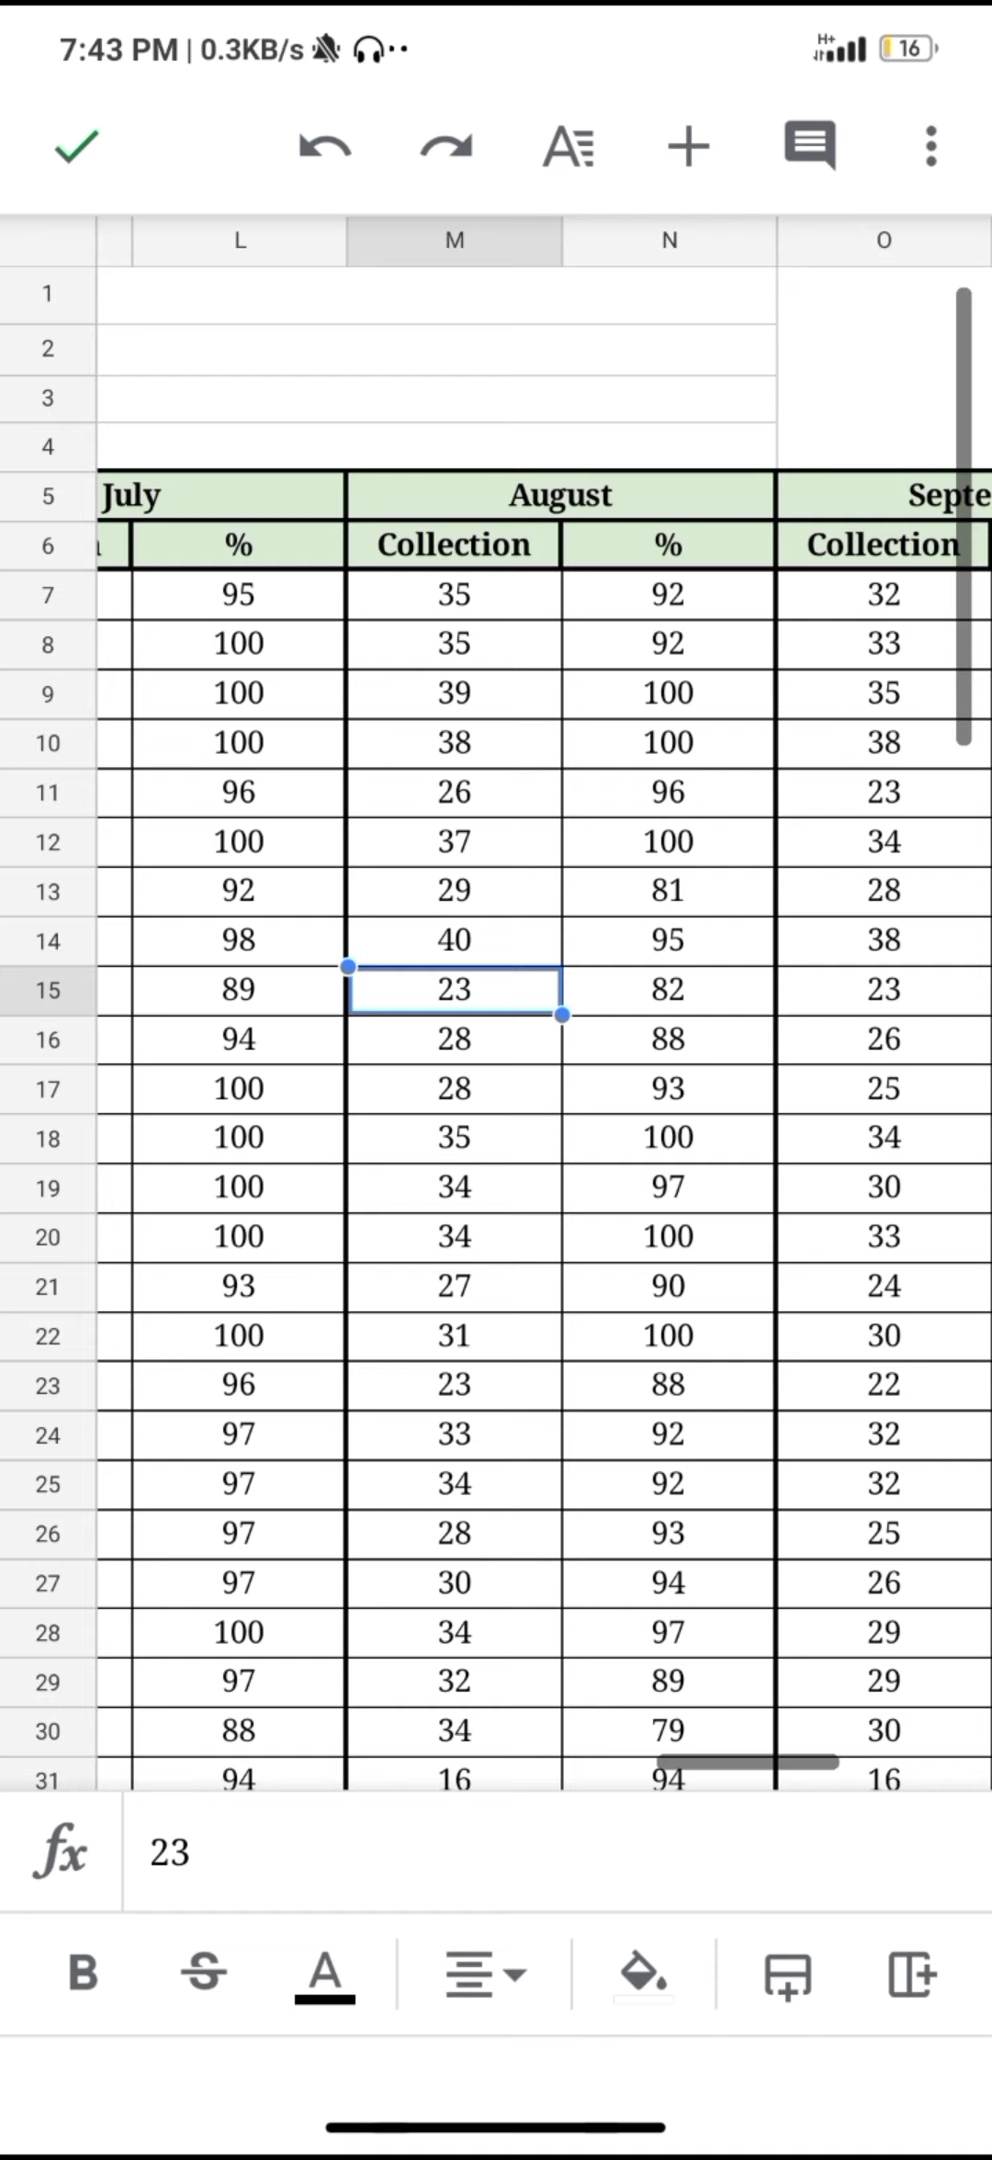 7:43 PM | 0.3KB/s H+ 16
L M N O
1
2
3
4
5 July August Septe
6 % Collection % Collection
7 95 35 92 32
8 100 35 92 33
9 100 39 100 35
10 100 38 100 38
11 96 26 96 23
12 100 37 100 34
13 92 29 81 28
14 98 40 95 38
15 89 23 82 23
16 94 28 88 26
17 100 28 93 25
18 100 35 100 34
19 100 34 97 30
20 100 34 100 33
21 93 27 90 24
22 100 31 100 30
23 96 23 88 22
24 97 33 92 32
25 97 34 92 32
26 97 28 93 25
27 97 30 94 26
28 100 34 97 29
29 97 32 89 29
30 88 34 79 30
31 94 16 94 16
fx 23
B S A